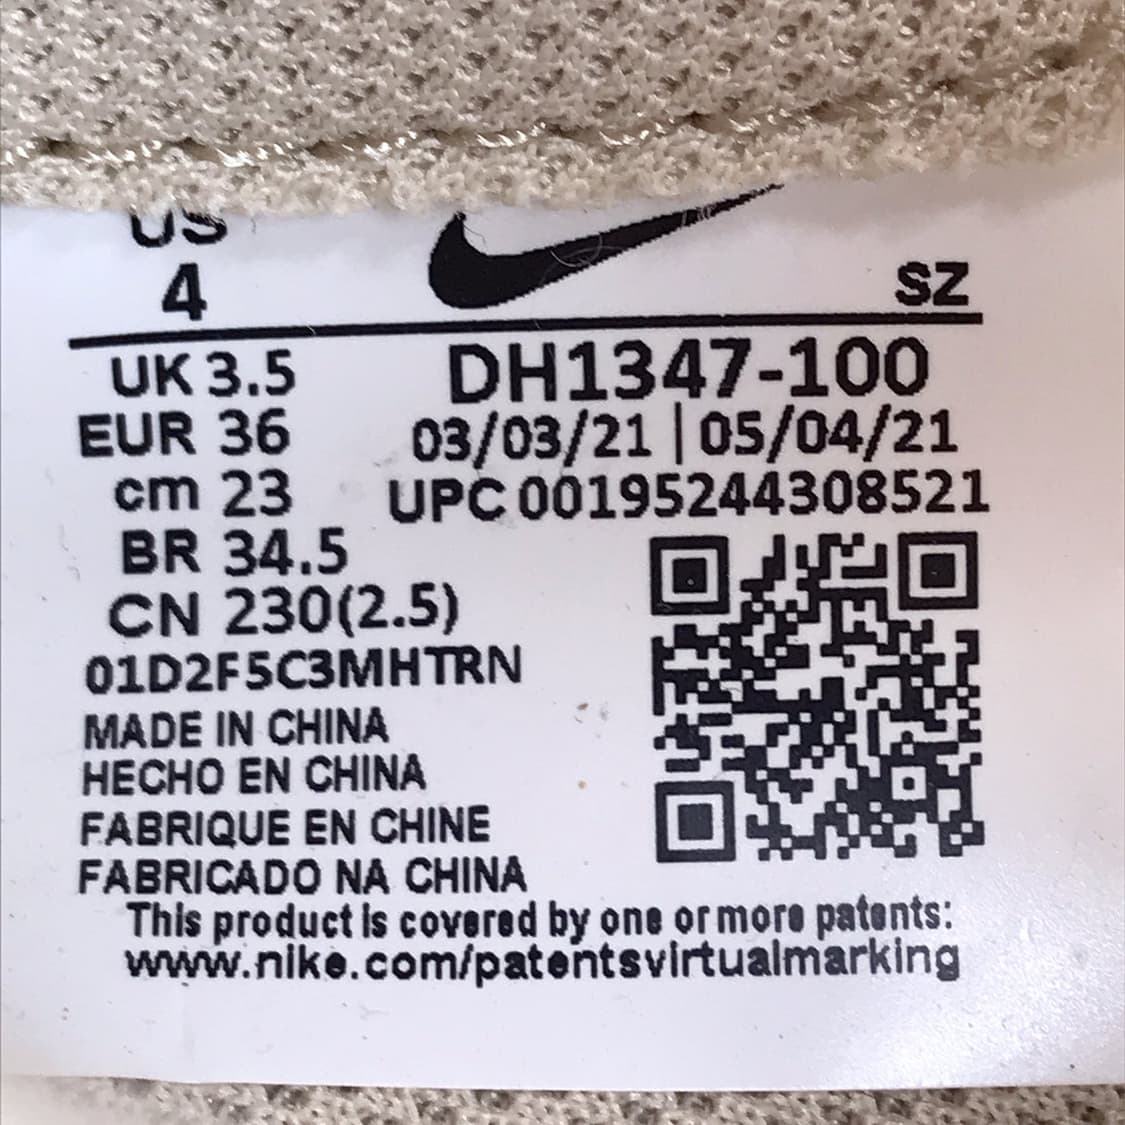 US
4
SZ
UK 3.5 DH1347-100
EUR 36 03/03/21 | 05/04/21
cm 23 UPC 00195244308521
BR 34.5
CN 230(2.5)
01D2F5C3MHTRN
MADE IN CHINA
HECHO EN CHINA
FABRIQUE EN CHINE
FABRICADO NA CHINA
This product is covered by one or more patents:
www.nike.com/patentsvirtualmarking